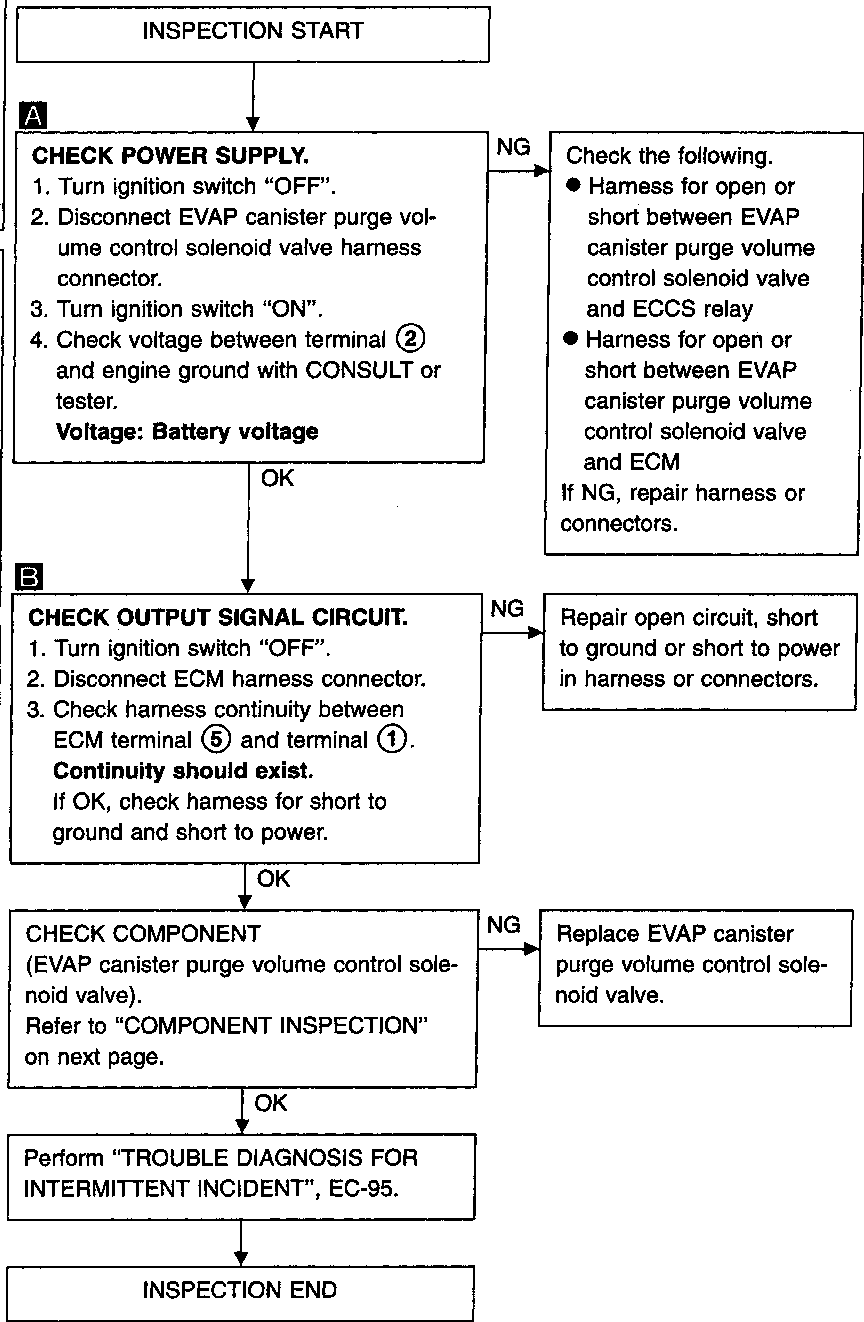 INSPECTION START
A
CHECK POWER SUPPLY.
1. Turn ignition switch “OFF”.
2. Disconnect EVAP canister purge vol-
ume control solenoid valve harness
connector.
3. Turn ignition switch “ON”.
4. Check voltage between terminal ②
and engine ground with CONSULT or
tester.
Voltage: Battery voltage
NG
Check the following.
● Harness for open or
short between EVAP
canister purge volume
control solenoid valve
and ECCS relay
● Harness for open or
short between EVAP
canister purge volume
control solenoid valve
and ECM
If NG, repair harness or
connectors.
OK
B
CHECK OUTPUT SIGNAL CIRCUIT.
1. Turn ignition switch “OFF”.
2. Disconnect ECM harness connector.
3. Check harness continuity between
ECM terminal ⑤ and terminal ①.
Continuity should exist.
If OK, check harness for short to
ground and short to power.
NG
Repair open circuit, short
to ground or short to power
in harness or connectors.
OK
CHECK COMPONENT
(EVAP canister purge volume control sole-
noid valve).
Refer to “COMPONENT INSPECTION”
on next page.
NG
Replace EVAP canister
purge volume control sole-
noid valve.
OK
Perform “TROUBLE DIAGNOSIS FOR
INTERMITTENT INCIDENT”, EC-95.
INSPECTION END